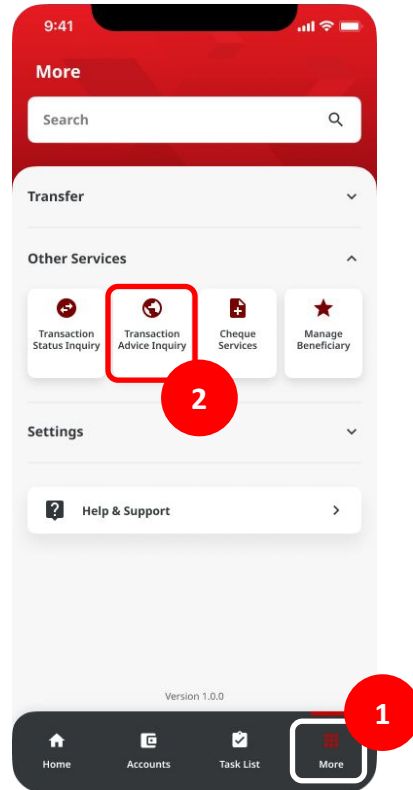 9:41
More
Search
Transfer
Other Services
Transaction
Status Inquiry
Transaction
Advice Inquiry
Cheque
Services
Manage
Beneficiary
2
Settings
Help & Support
Version 1.0.0
1
Home
Accounts
Task List
More